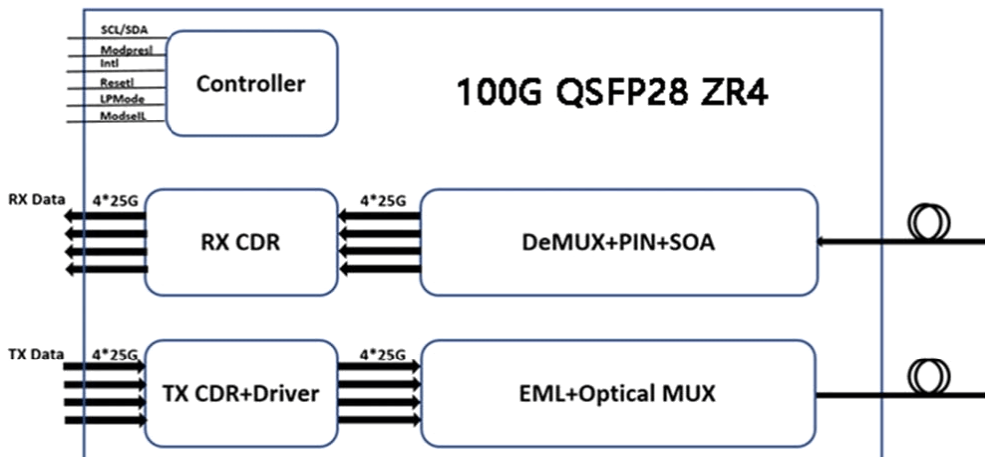 SCL/SDA
Modpresl
Intl
Resetl
LPMode
ModseIL
Controller
100G QSFP28 ZR4
RX Data
4*25G
4*25G
RX CDR
DeMUX+PIN+SOA
TX Data
4*25G
4*25G
TX CDR+Driver
EML+Optical MUX